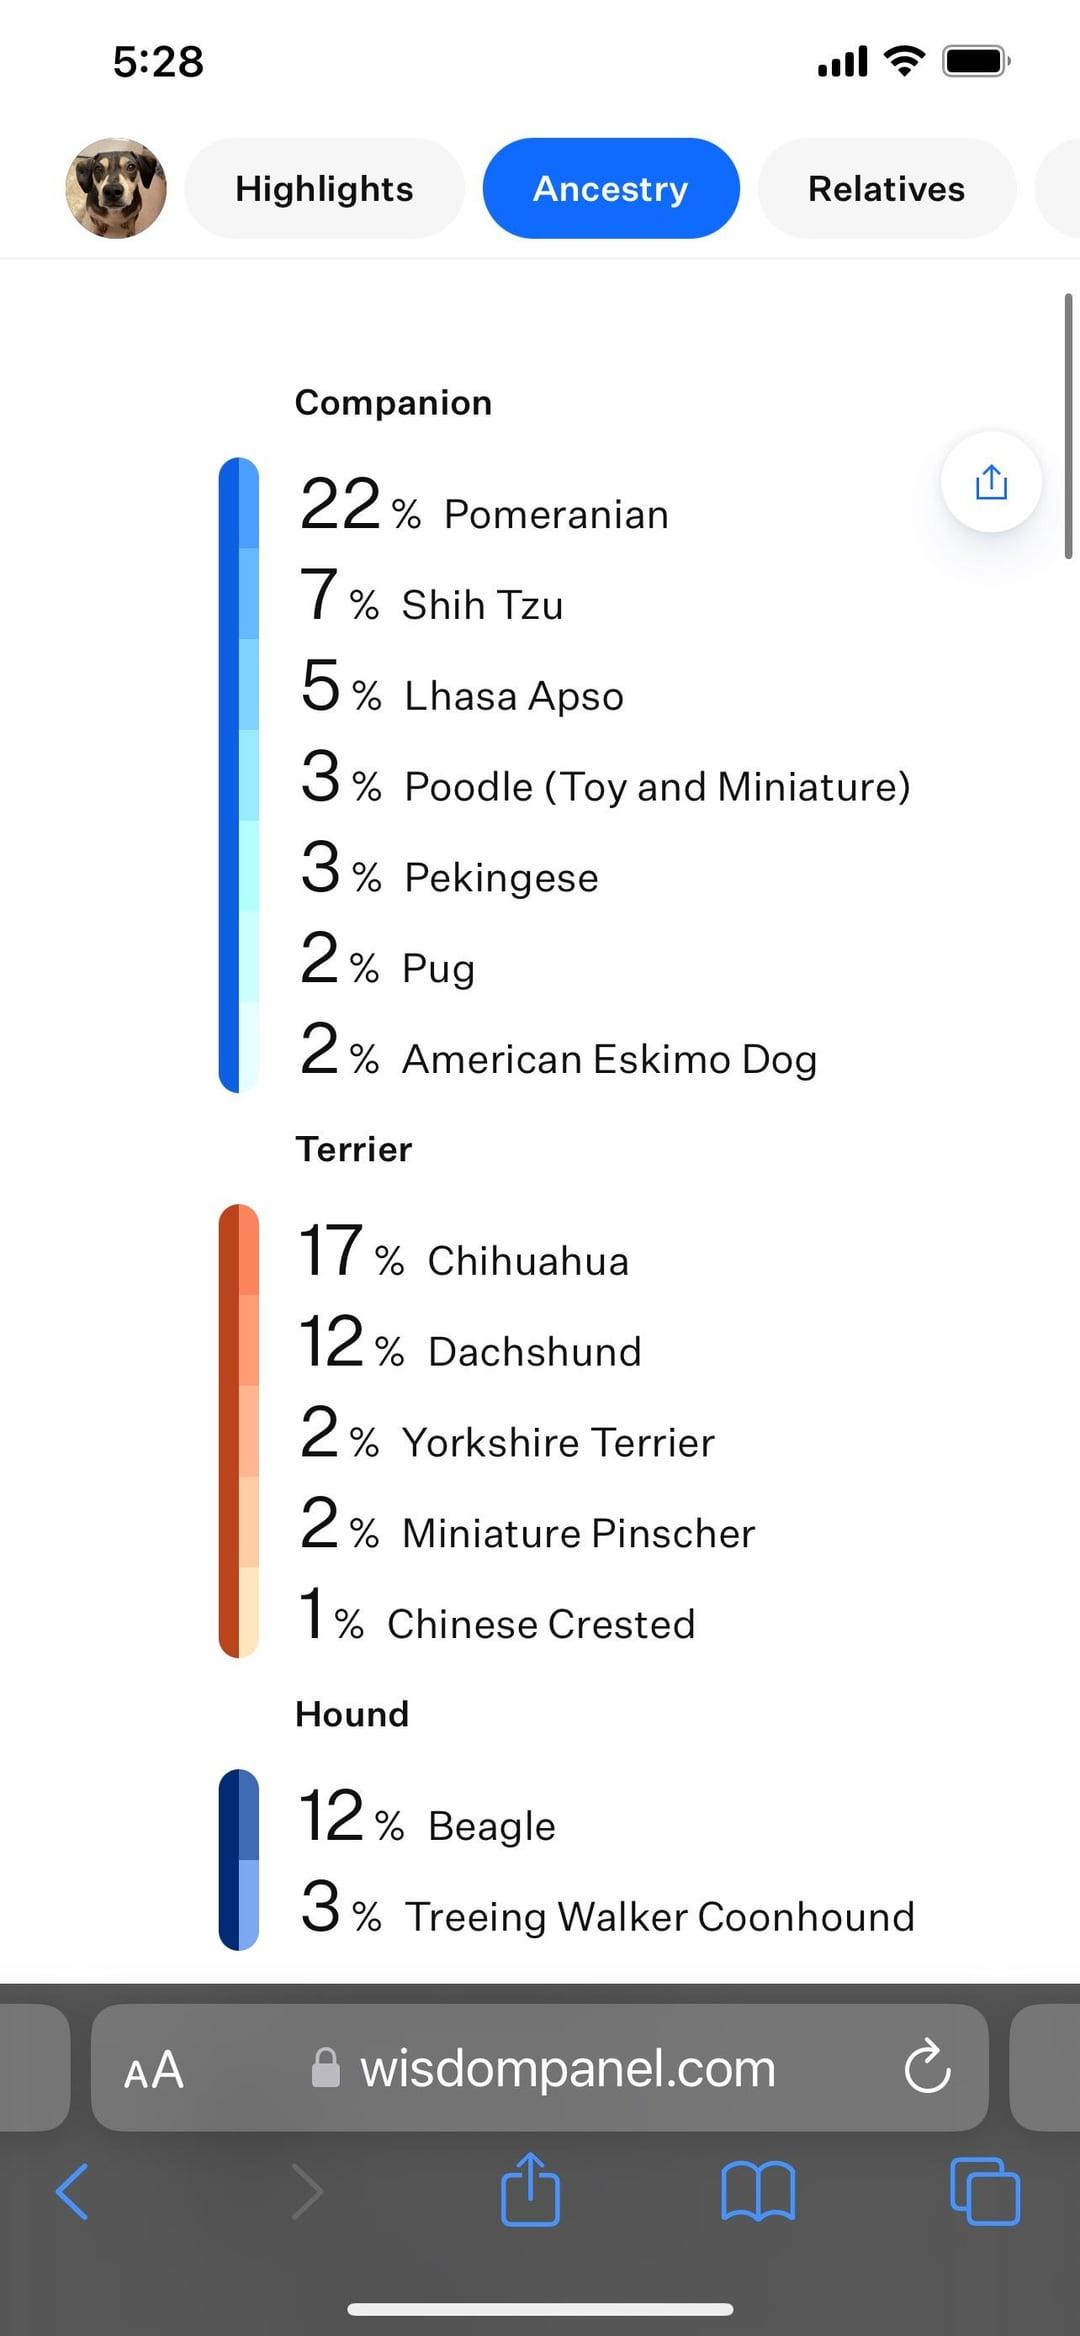 5:28
Highlights
Ancestry
Relatives
Companion
22% Pomeranian
7% Shih Tzu
5% Lhasa Apso
3% Poodle (Toy and Miniature)
3% Pekingese
2% Pug
2% American Eskimo Dog
Terrier
17% Chihuahua
12% Dachshund
2% Yorkshire Terrier
2% Miniature Pinscher
1% Chinese Crested
Hound
12% Beagle
3% Treeing Walker Coonhound
AA wisdompanel.com